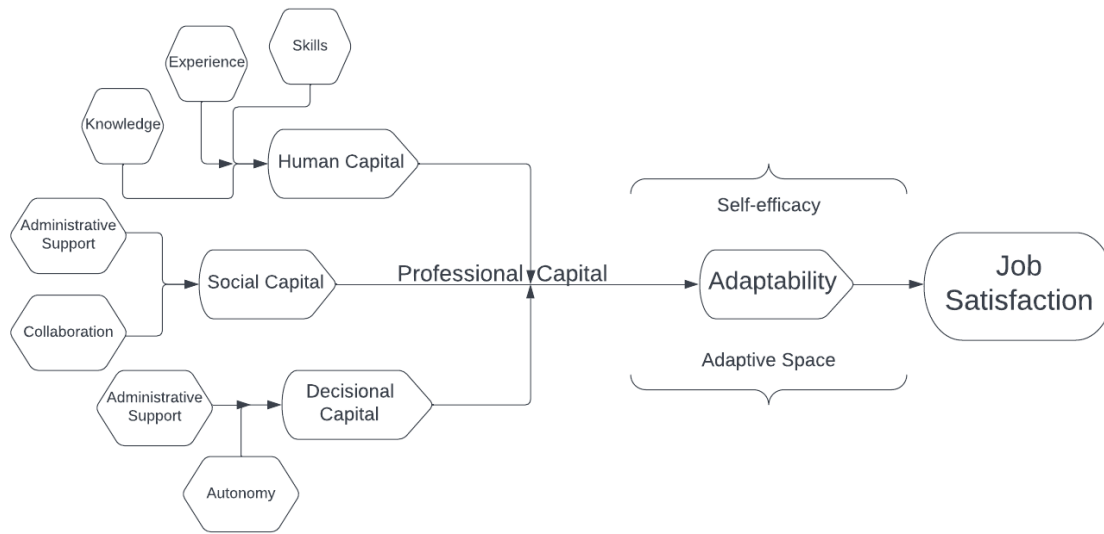 Skills
Experience
Knowledge
Human Capital
Administrative
Support
Social Capital
Collaboration
Administrative
Support
Decisional
Capital
Autonomy
Professional Capital
Self-efficacy
Adaptability
Adaptive Space
Job
Satisfaction